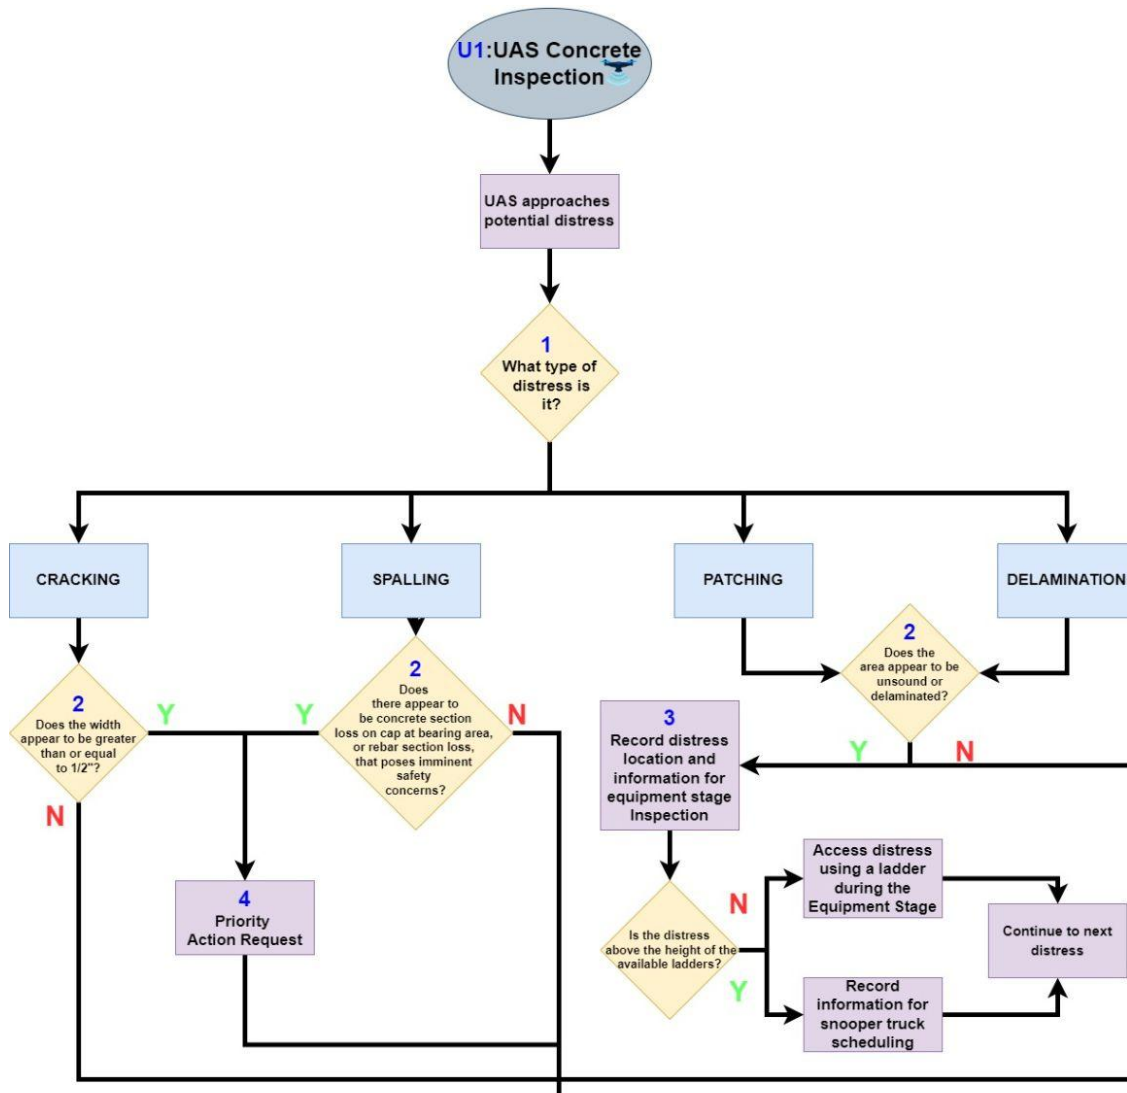 U1:UAS Concrete
Inspection
UAS approaches
potential distress
1
What type of
distress is
it?
CRACKING
SPALLING
PATCHING
DELAMINATION
2
Does the width
appear to be greater
than or equal
to 1/2"?
Y
N
2
Does
there appear to
be concrete section
loss on cap at bearing area,
or rebar section loss,
that poses imminent
safety
concerns?
Y
N
2
Does the
area appear to be
unsound or
delaminated?
Y
N
3
Record distress
location and
information for
equipment stage
Inspection
4
Priority
Action Request
Is the distress
above the height of the
available ladders?
N
Y
Access distress
using a ladder
during the
Equipment Stage
Record
information for
snooper truck
scheduling
Continue to next
distress